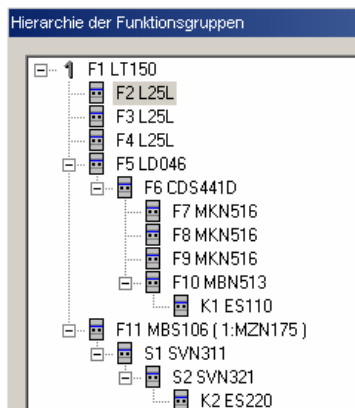 Hierarchie der Funktionsgruppen
F1 LT150
F2 L25L
F3 L25L
F4 L25L
F5 LD046
F6 CDS441D
F7 MKN516
F8 MKN516
F9 MKN516
F10 MBN513
K1 ES110
F11 MBS106 ( 1:MZN175 )
S1 SVN311
S2 SVN321
K2 ES220